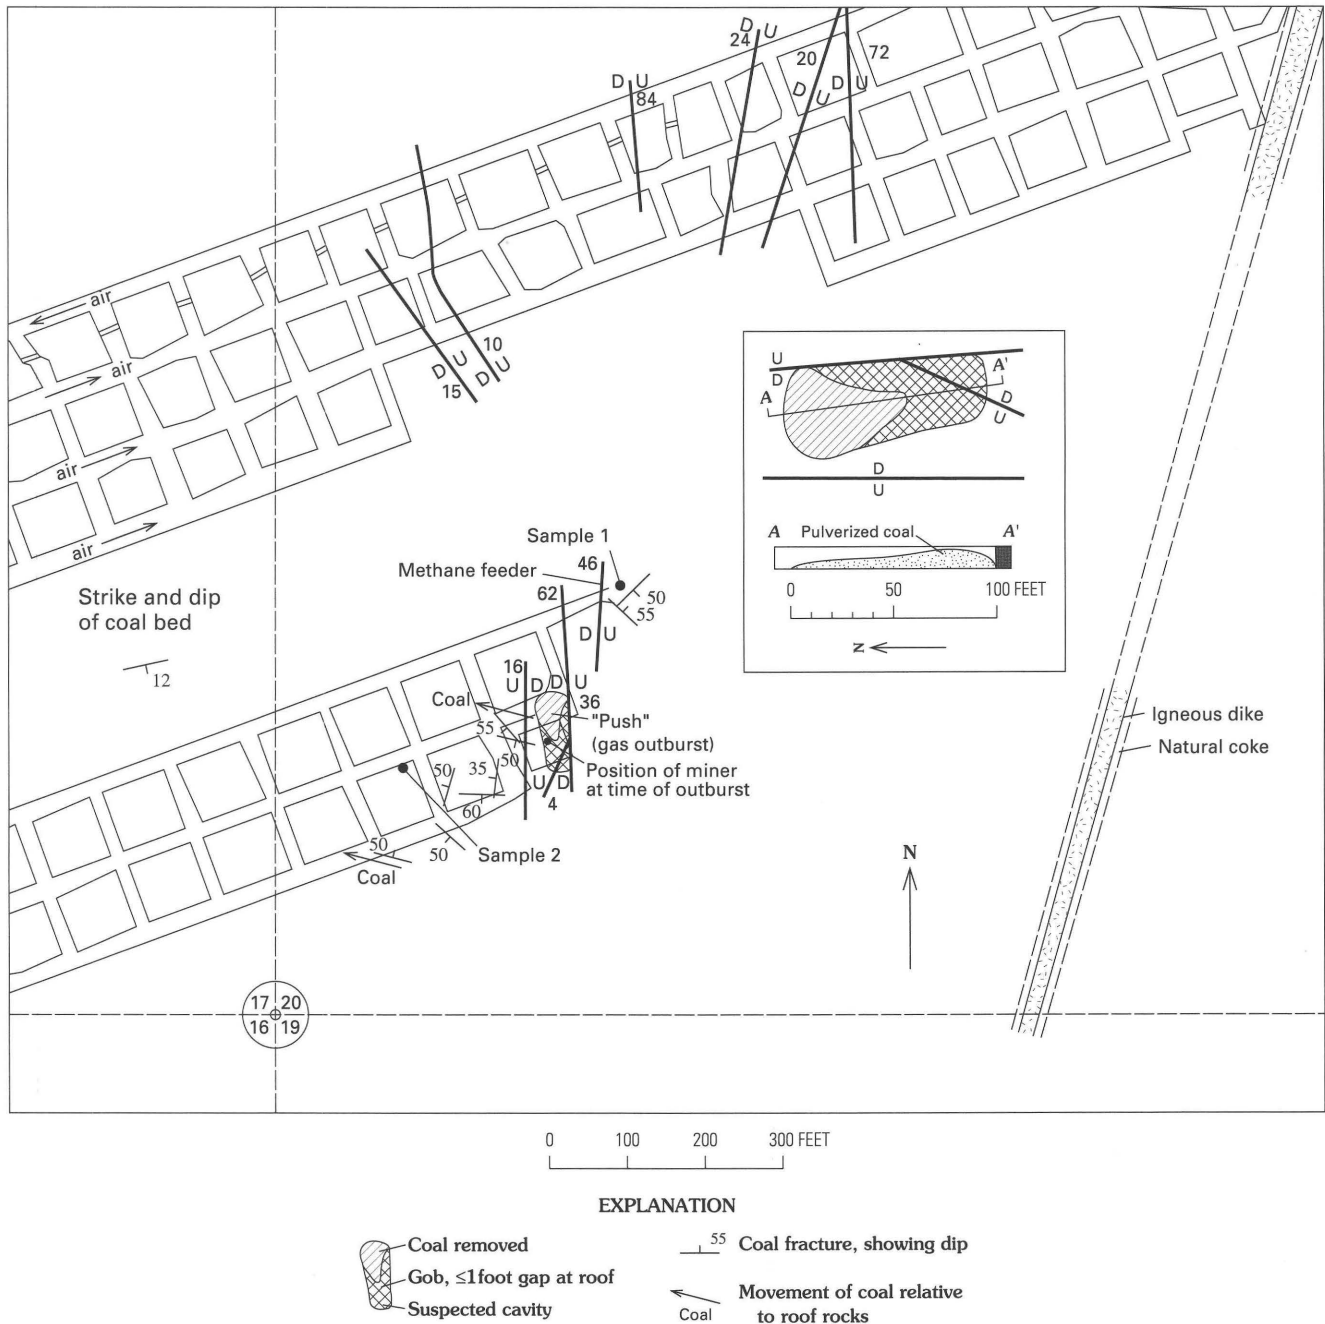 D U
24
20
72
D U
84
D U
D U
air
air
air
air
10
D U
15
D U
U
D
A
A'
D
U
D
U
A Pulverized coal A'
0 50 100 FEET
N
Sample 1
Methane feeder
46
62
50
55
D U
Strike and dip
of coal bed
12
16
U D D U
36
Coal
"Push"
(gas outburst)
55
50
35
50
60
Position of miner
at time of outburst
U D
4
Sample 2
50
50
Coal
Igneous dike
Natural coke
N
17 20
16 19
0 100 200 300 FEET
EXPLANATION
Coal removed
Gob, ≤1foot gap at roof
Suspected cavity
55 Coal fracture, showing dip
Coal
Movement of coal relative
to roof rocks